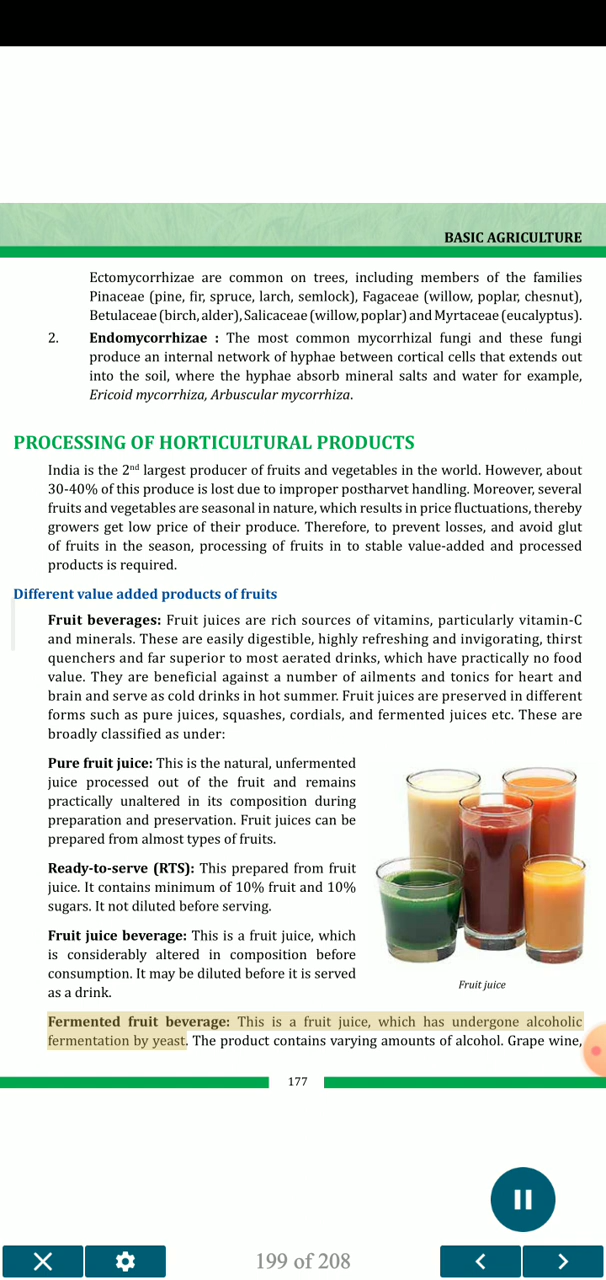 BASIC AGRICULTURE
Ectomycorrhizae are common on trees, including members of the families
Pinaceae (pine, fir, spruce, larch, semlock), Fagaceae (willow, poplar, chesnut),
Betulaceae (birch, alder), Salicaceae (willow, poplar) and Myrtaceae (eucalyptus).
2. Endomycorrhizae : The most common mycorrhizal fungi and these fungi
produce an internal network of hyphae between cortical cells that extends out
into the soil, where the hyphae absorb mineral salts and water for example,
Ericoid mycorrhiza, Arbuscular mycorrhiza.
PROCESSING OF HORTICULTURAL PRODUCTS
India is the 2nd largest producer of fruits and vegetables in the world. However, about
30-40% of this produce is lost due to improper postharvet handling. Moreover, several
fruits and vegetables are seasonal in nature, which results in price fluctuations, thereby
growers get low price of their produce. Therefore, to prevent losses, and avoid glut
of fruits in the season, processing of fruits in to stable value-added and processed
products is required.
Different value added products of fruits
Fruit beverages: Fruit juices are rich sources of vitamins, particularly vitamin-C
and minerals. These are easily digestible, highly refreshing and invigorating, thirst
quenchers and far superior to most aerated drinks, which have practically no food
value. They are beneficial against a number of ailments and tonics for heart and
brain and serve as cold drinks in hot summer. Fruit juices are preserved in different
forms such as pure juices, squashes, cordials, and fermented juices etc. These are
broadly classified as under:
Pure fruit juice: This is the natural, unfermented
juice processed out of the fruit and remains
practically unaltered in its composition during
preparation and preservation. Fruit juices can be
prepared from almost types of fruits.
Ready-to-serve (RTS): This prepared from fruit
juice. It contains minimum of 10% fruit and 10%
sugars. It not diluted before serving.
Fruit juice beverage: This is a fruit juice, which
is considerably altered in composition before
consumption. It may be diluted before it is served
as a drink.
Fruit juice
Fermented fruit beverage: This is a fruit juice, which has undergone alcoholic
fermentation by yeast. The product contains varying amounts of alcohol. Grape wine,
177
199 of 208